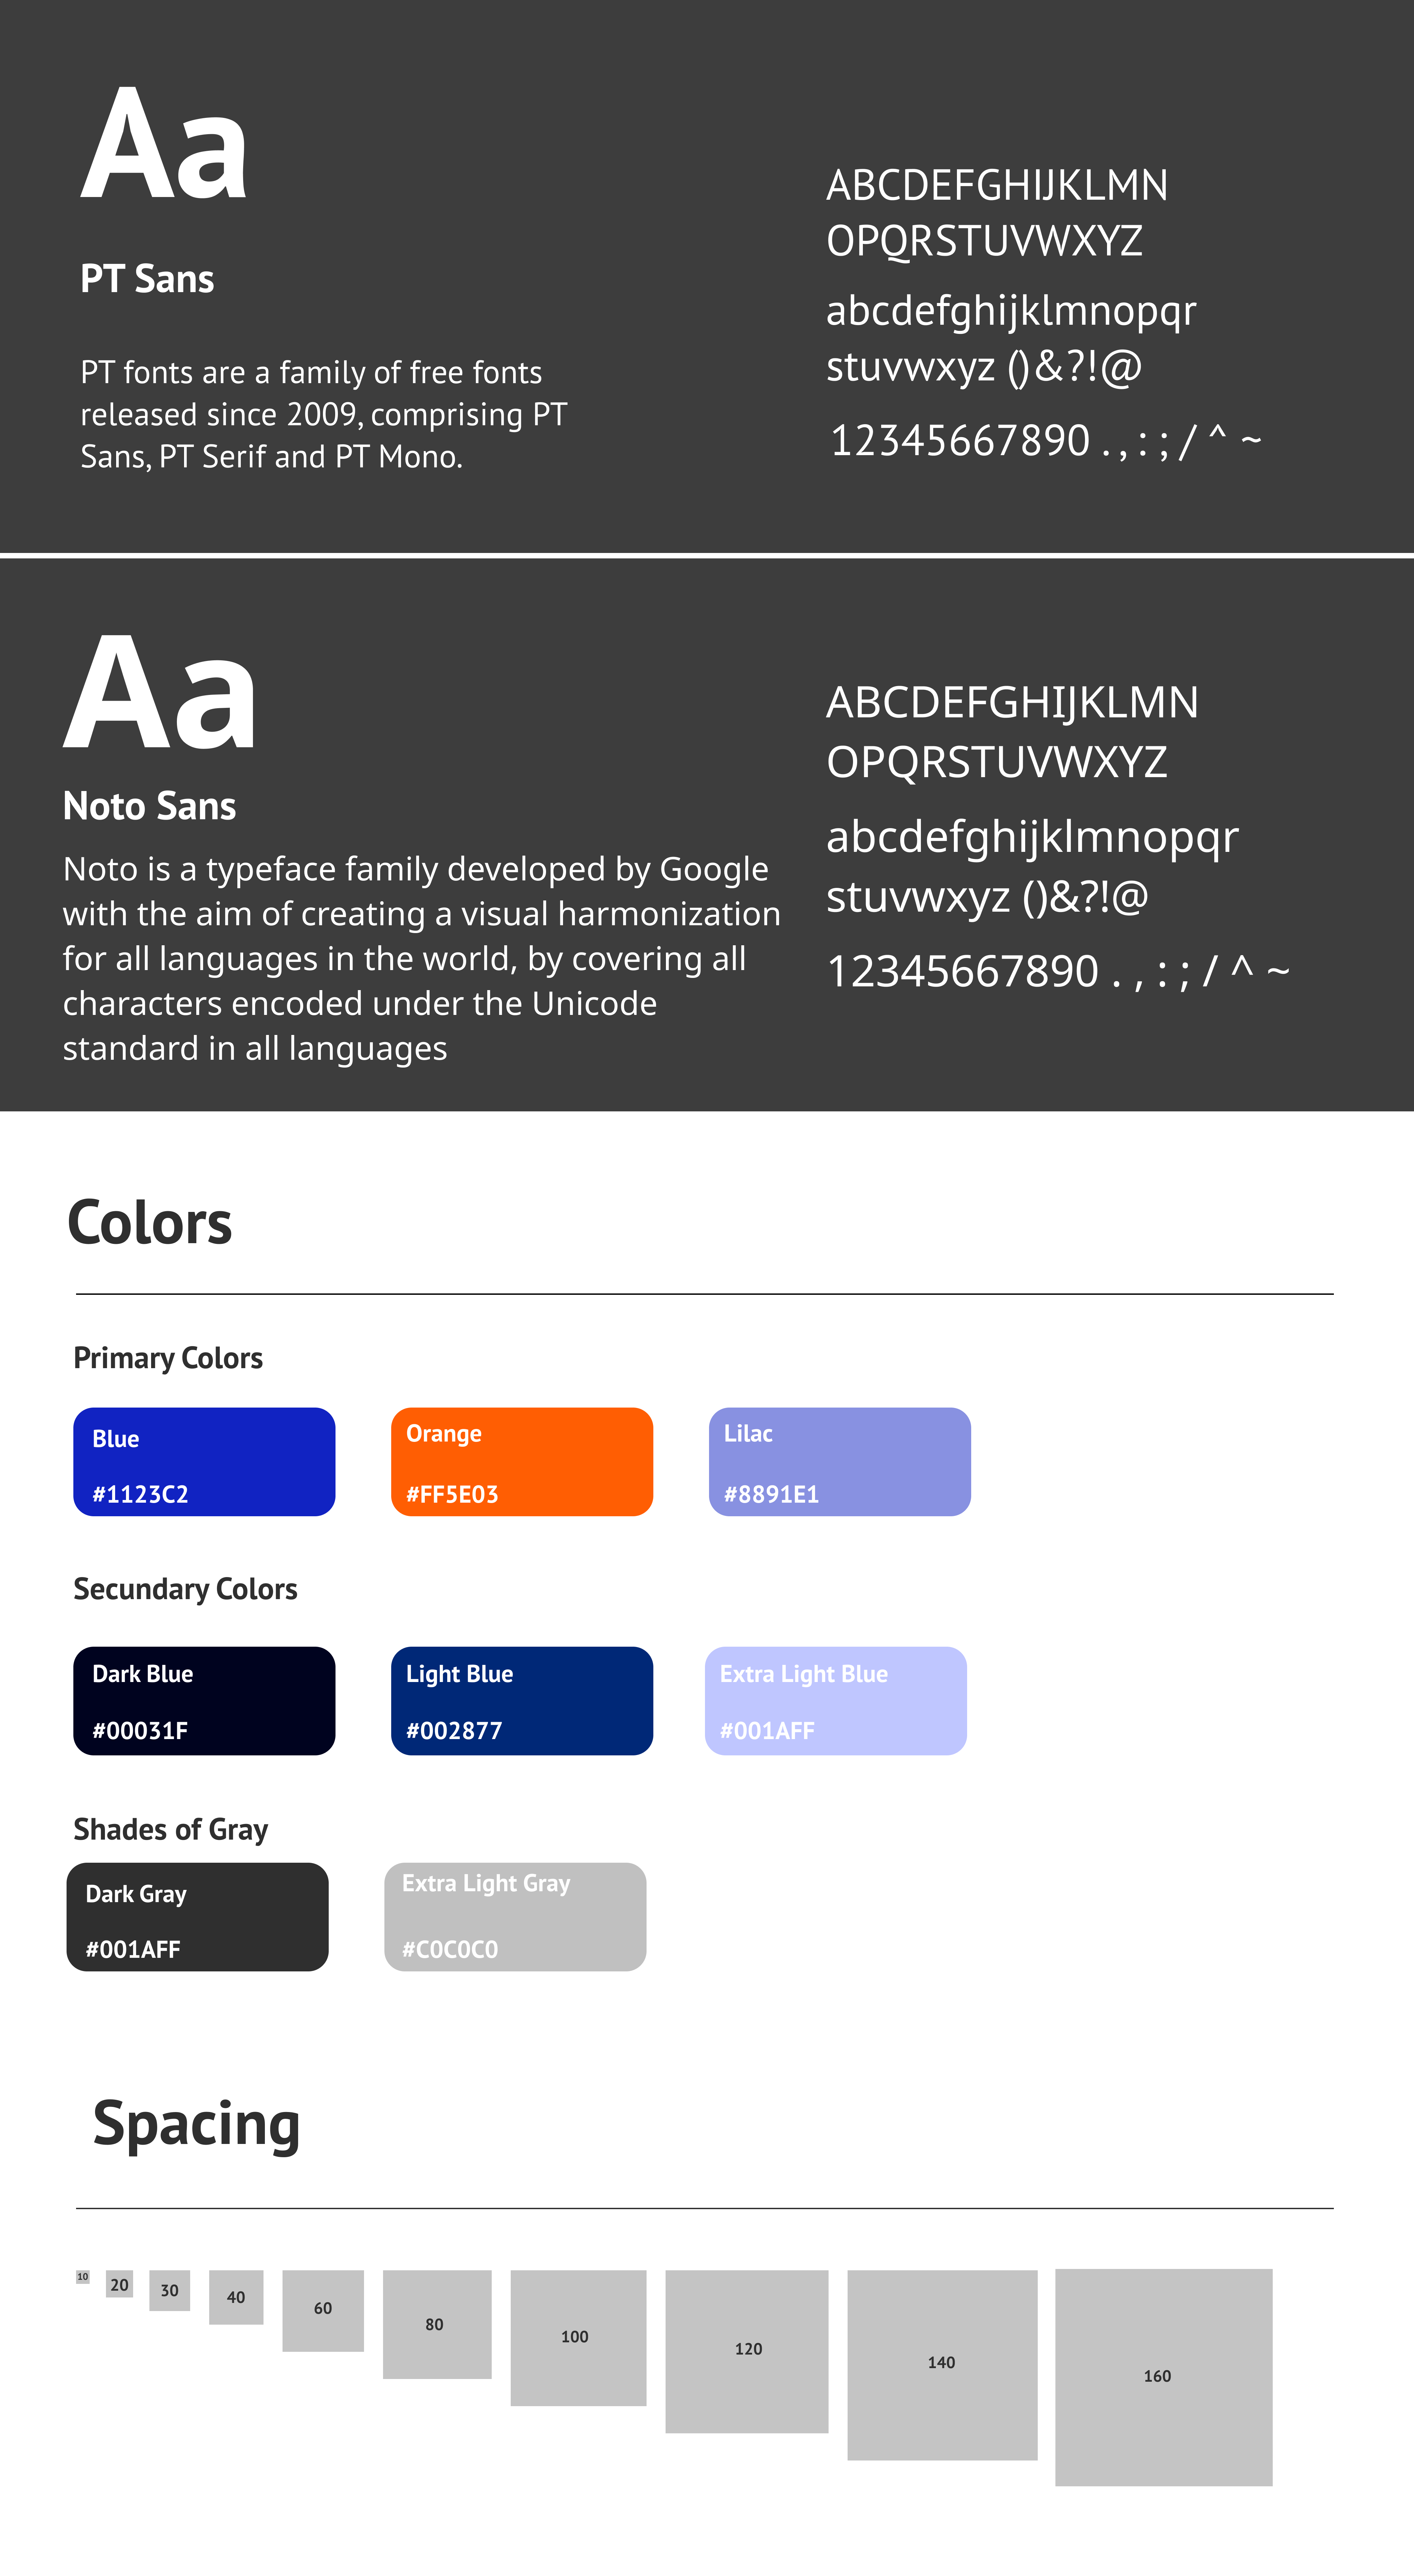 Aa
PT Sans
PT fonts are a family of free fonts
released since 2009, comprising PT
Sans, PT Serif and PT Mono.
ABCDEFGHIJKLMN
OPQRSTUVWXYZ
abcdefghijklmnopqr
stuvwxyz ()&?!@
12345667890 . , : ; / ^ ~
Aa
Noto Sans
Noto is a typeface family developed by Google
with the aim of creating a visual harmonization
for all languages in the world, by covering all
characters encoded under the Unicode
standard in all languages
ABCDEFGHIJKLMN
OPQRSTUVWXYZ
abcdefghijklmnopqr
stuvwxyz ()&?!@
12345667890 . , : ; / ^ ~
Colors
Primary Colors
Blue
#1123C2
Orange
#FF5E03
Lilac
#8891E1
Secundary Colors
Dark Blue
#00031F
Light Blue
#002877
Extra Light Blue
#001AFF
Shades of Gray
Dark Gray
#001AFF
Extra Light Gray
#C0C0C0
Spacing
10
20
30
40
60
80
100
120
140
160